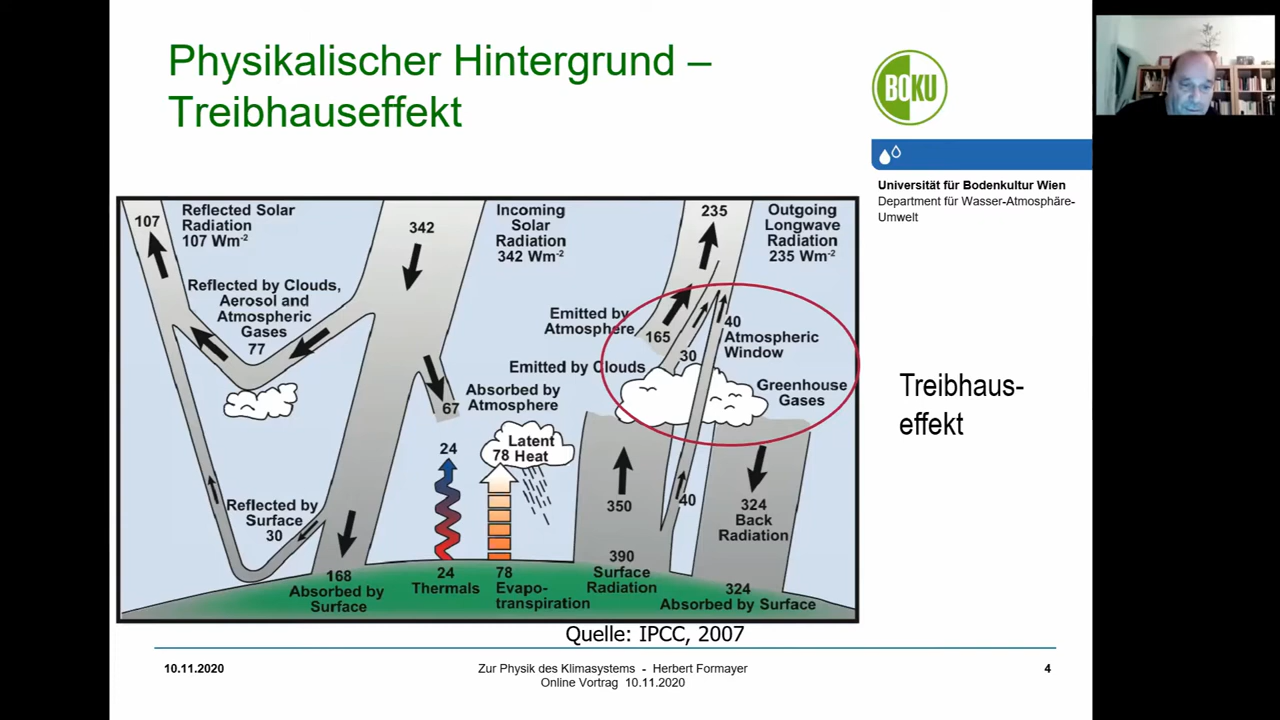 Physikalischer Hintergrund –
Treibhauseffekt
BOKU
Universität für Bodenkultur Wien
Department für Wasser-Atmosphäre-
Umwelt
107
Reflected Solar
Radiation
107 Wm-2
342
Incoming
Solar
Radiation
342 Wm-2
235
Outgoing
Longwave
Radiation
235 Wm-2
Reflected by Clouds,
Aerosol and
Atmospheric
Gases
77
Emitted by
Atmosphere
165
40
Atmospheric
Window
30
Emitted by Clouds
Greenhouse
Gases
Absorbed by
Atmosphere
67
24
Latent
78 Heat
Reflected by
Surface
30
350
40
324
Back
Radiation
168
Absorbed by
Surface
24
Thermals
78
Evapo-
transpiration
390
Surface
Radiation
324
Absorbed by Surface
Treibhaus-
effekt
Quelle: IPCC, 2007
10.11.2020
Zur Physik des Klimasystems - Herbert Formayer
Online Vortrag 10.11.2020
4